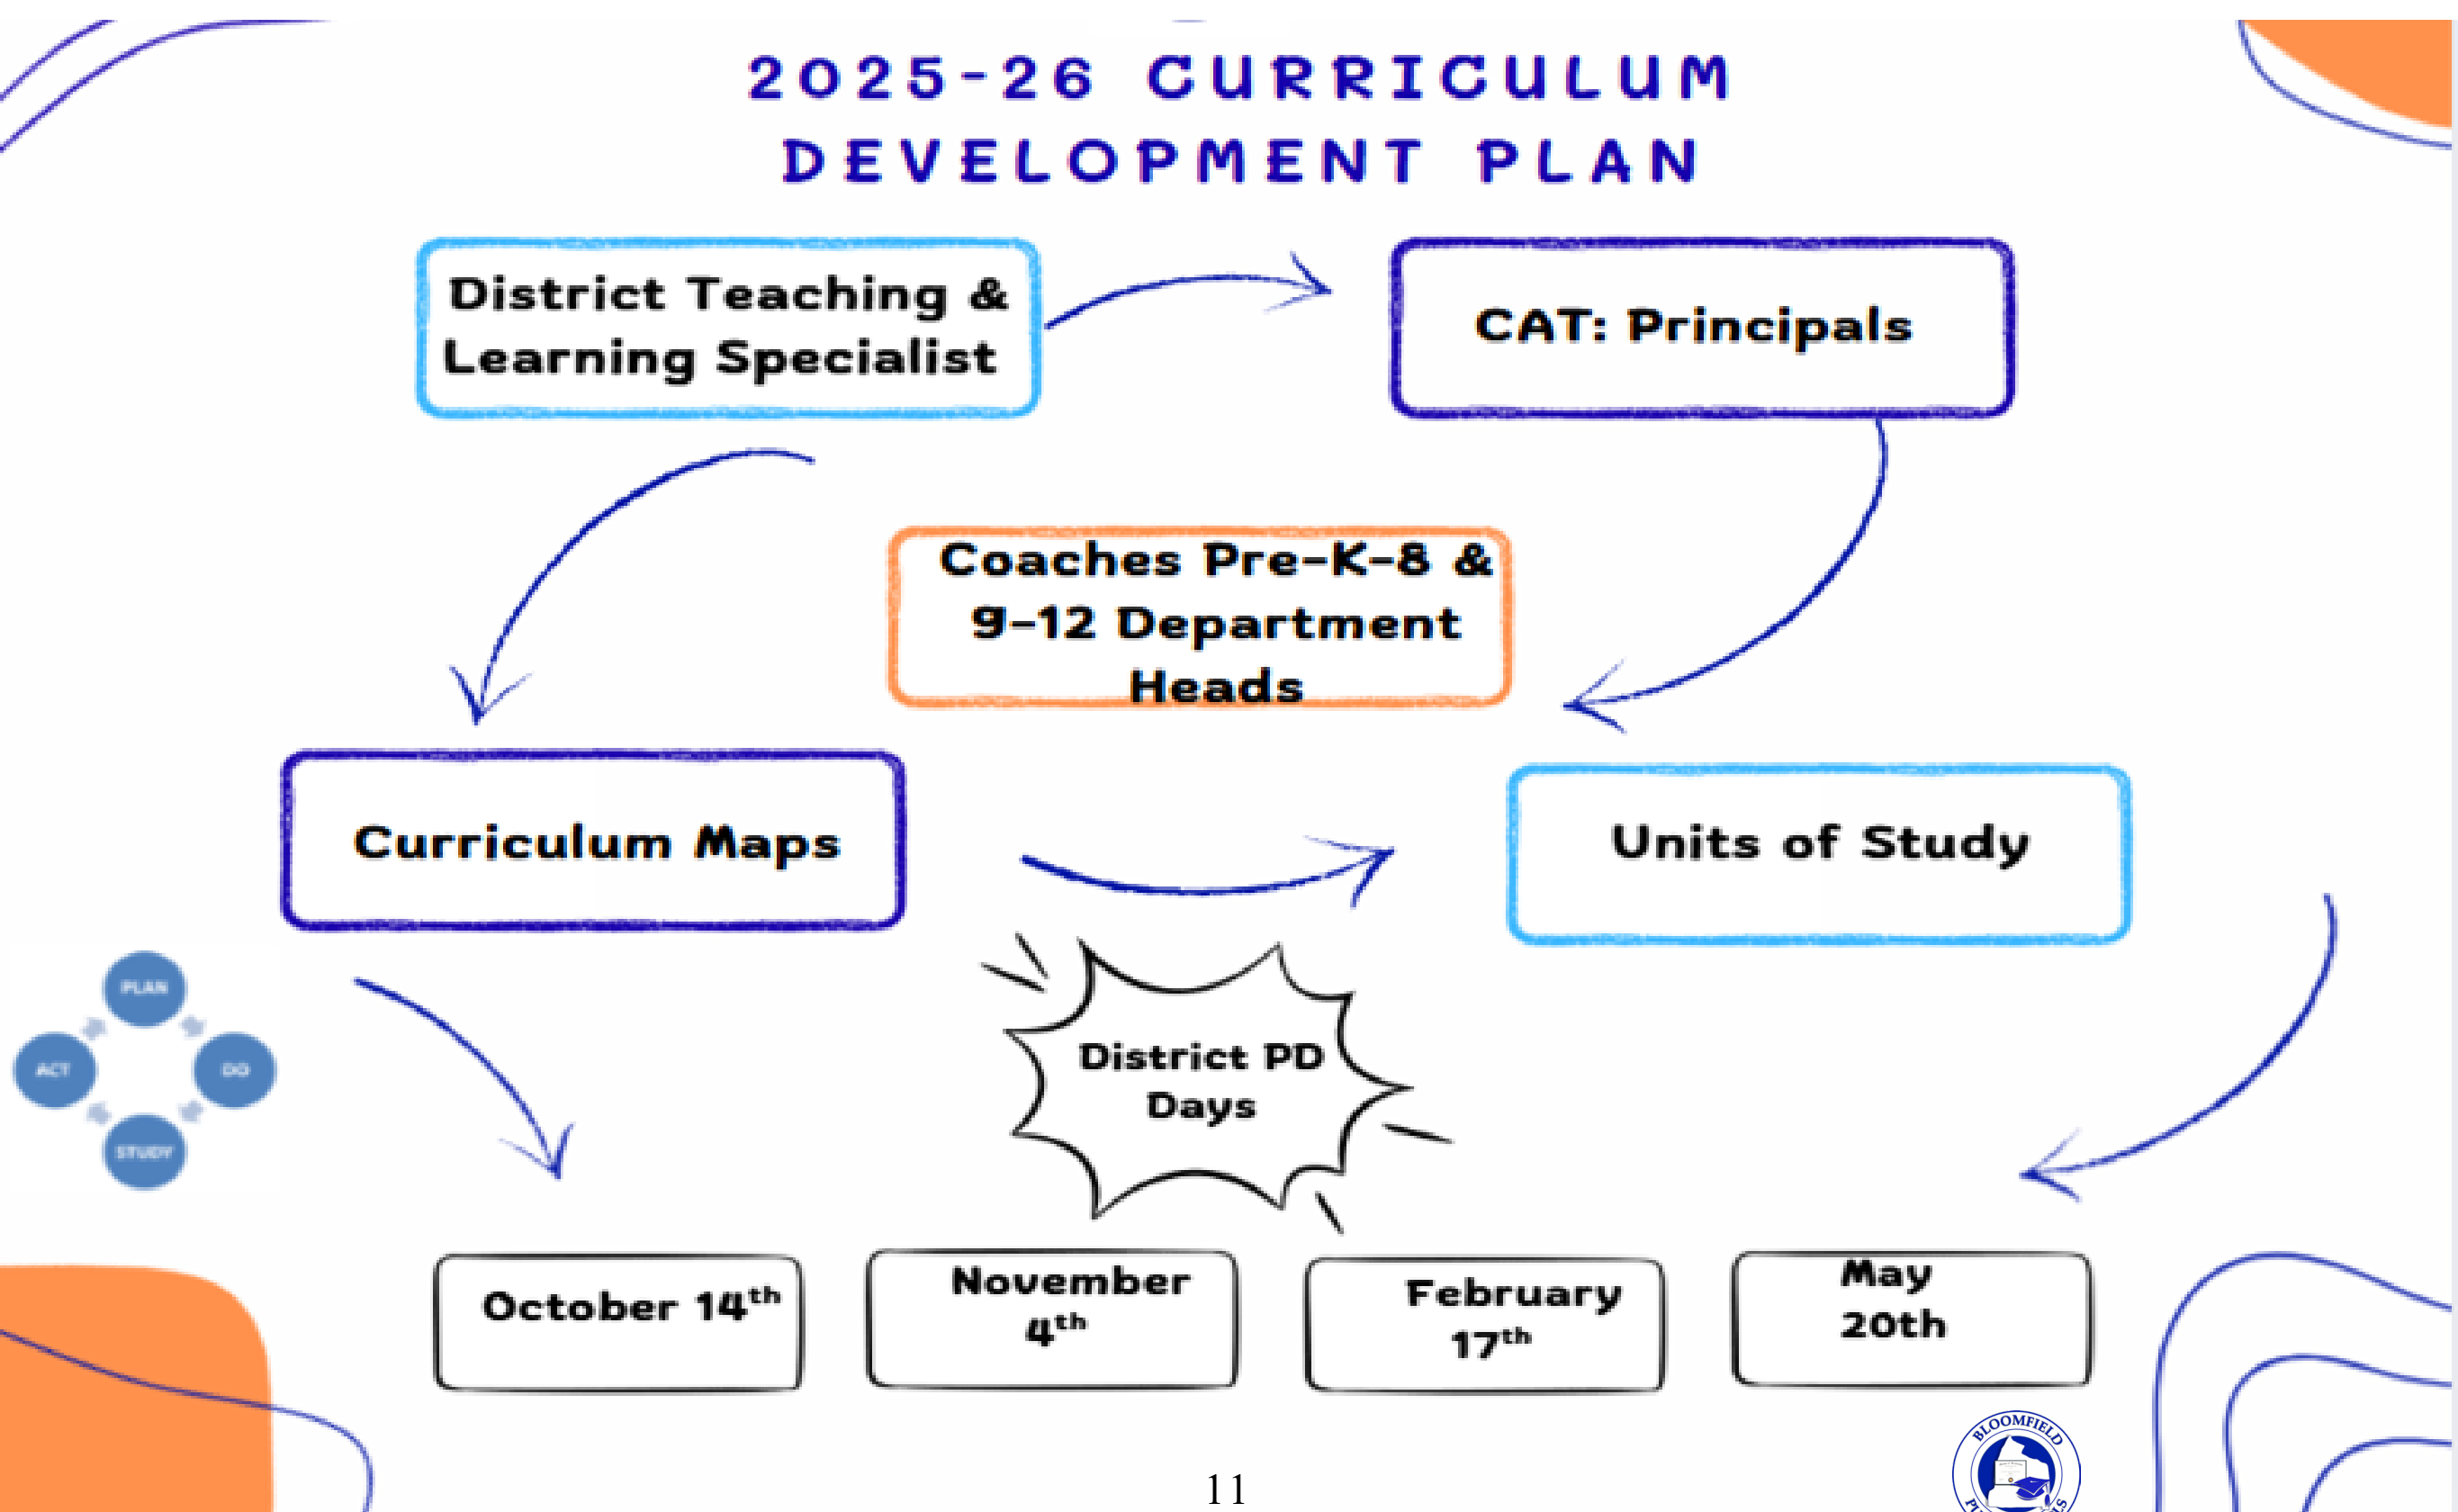 2025-26 CURRICULUM
DEVELOPMENT PLAN
District Teaching &
Learning Specialist
CAT: Principals
Coaches Pre-K-8 &
9-12 Department
Heads
Curriculum Maps
Units of Study
PLAN
ACT
DO
STUDY
District PD
Days
October 14th
November
4th
February
17th
May
20th
BLOOMFIELD
11